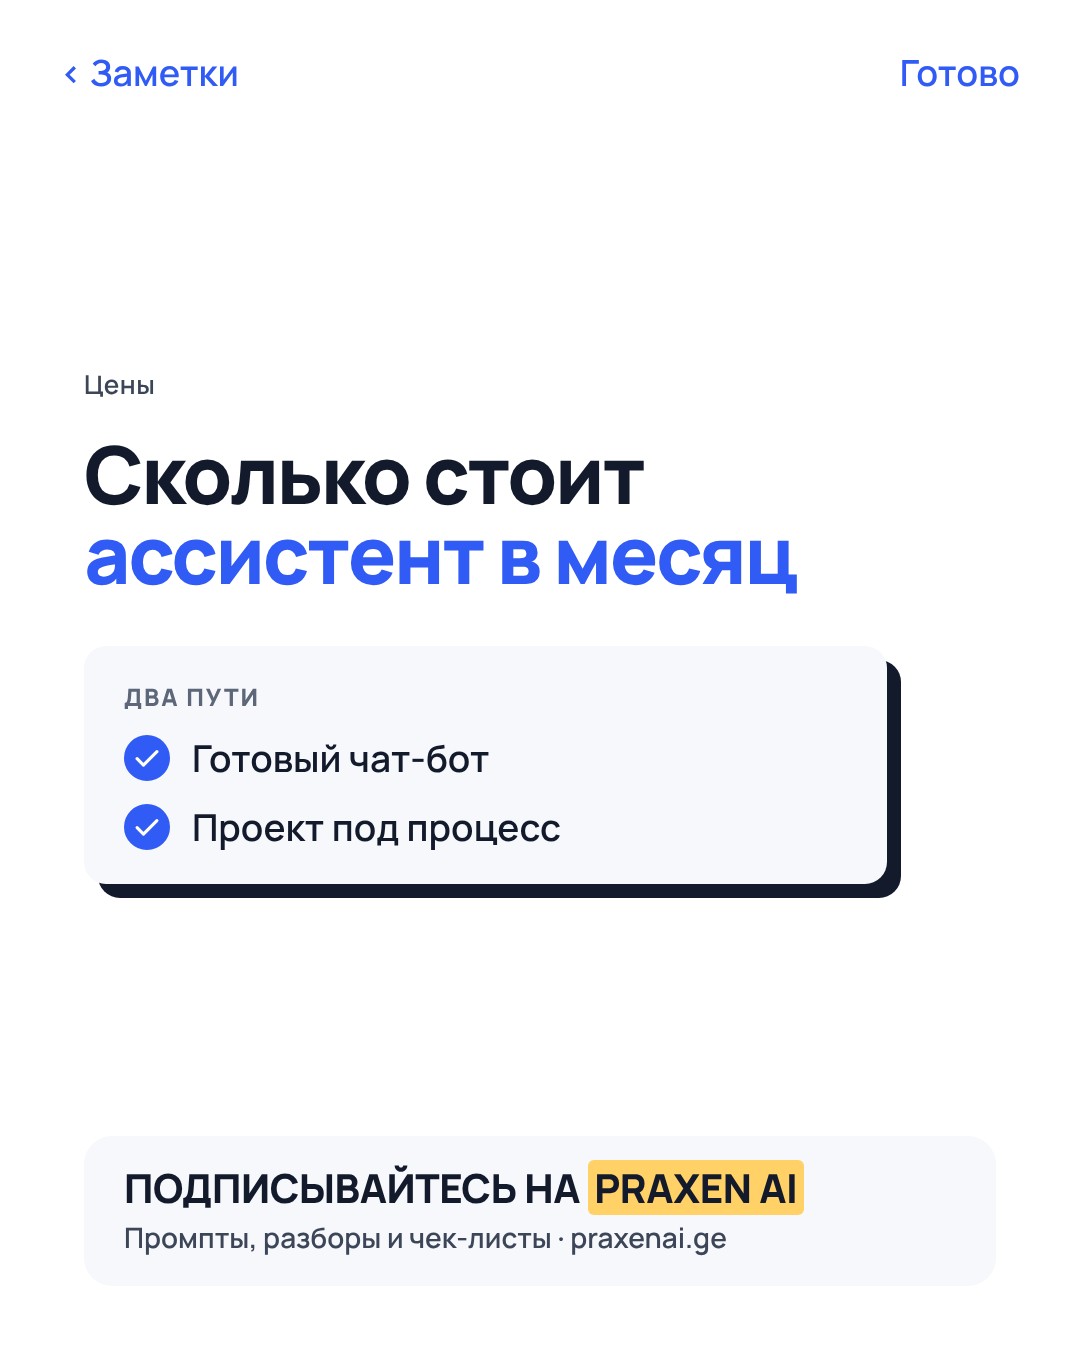 ‹ Заметки
Готово
Цены
Сколько стоит
ассистент в месяц
ДВА ПУТИ
Готовый чат-бот
Проект под процесс
ПОДПИСЫВАЙТЕСЬ НА PRAXEN AI
Промпты, разборы и чек-листы · praxenai.ge